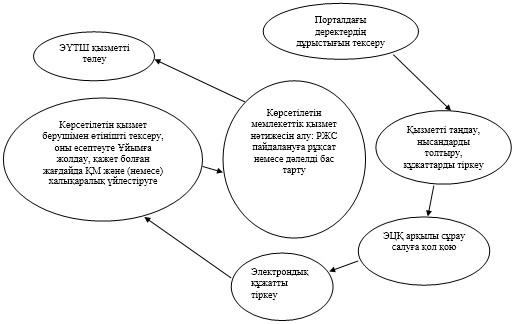 Порталдағы
деректердің
дұрыстығын тексеру
ЭҮТШ қызметті
төлеу
Көрсетілетін қызмет
берушімен өтінішті тексеру,
оны есептеуге Ұйымға
жолдау, қажет болған
жағдайда ҚМ және (немесе)
халықаралық үйлестіруге
Көрсетілетін
мемлекеттік қызмет
нәтижесін алу: РЖС
пайдалануға рұқсат
немесе дәлелді бас
тарту
Қызметті таңдау,
нысандарды
толтыру,
құжаттарды тіркеу
ЭЦҚ арқылы сұрау
салуға қол қою
Электрондық
құжатты
тіркеу